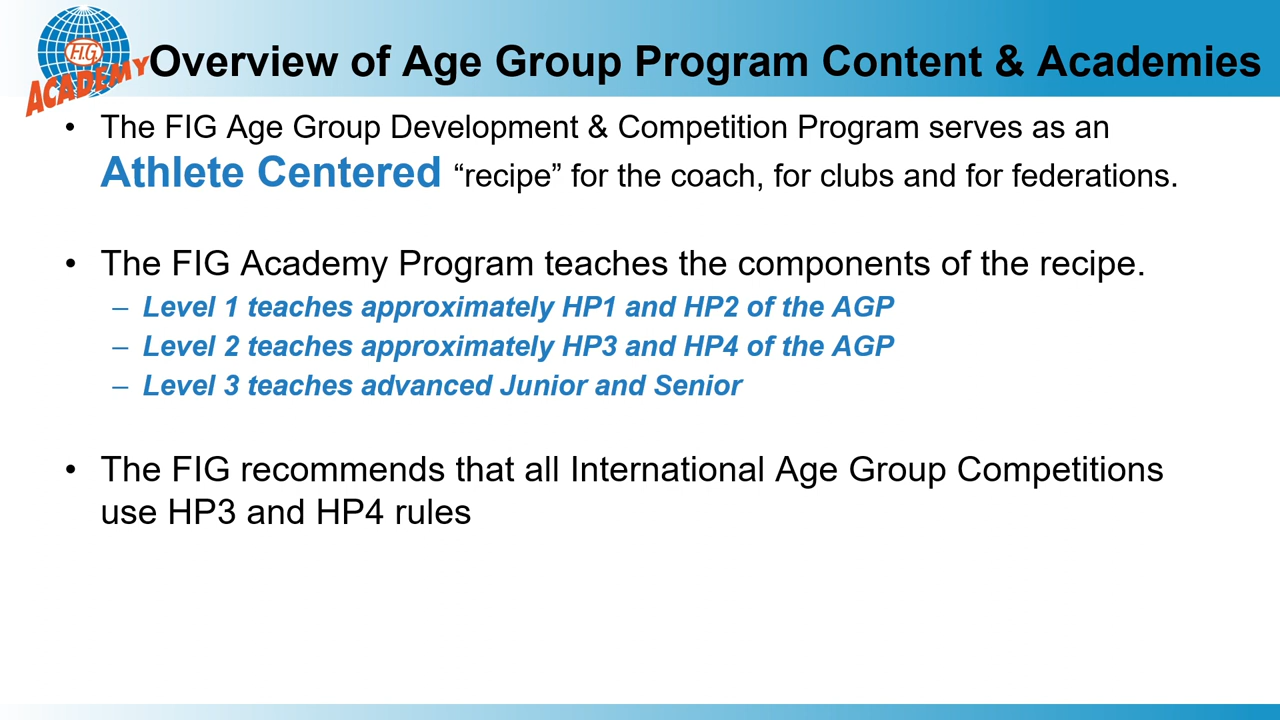 F.I.G.
ACADEMY
Overview of Age Group Program Content & Academies
• The FIG Age Group Development & Competition Program serves as an
Athlete Centered “recipe” for the coach, for clubs and for federations.
• The FIG Academy Program teaches the components of the recipe.
– Level 1 teaches approximately HP1 and HP2 of the AGP
– Level 2 teaches approximately HP3 and HP4 of the AGP
– Level 3 teaches advanced Junior and Senior
• The FIG recommends that all International Age Group Competitions
use HP3 and HP4 rules